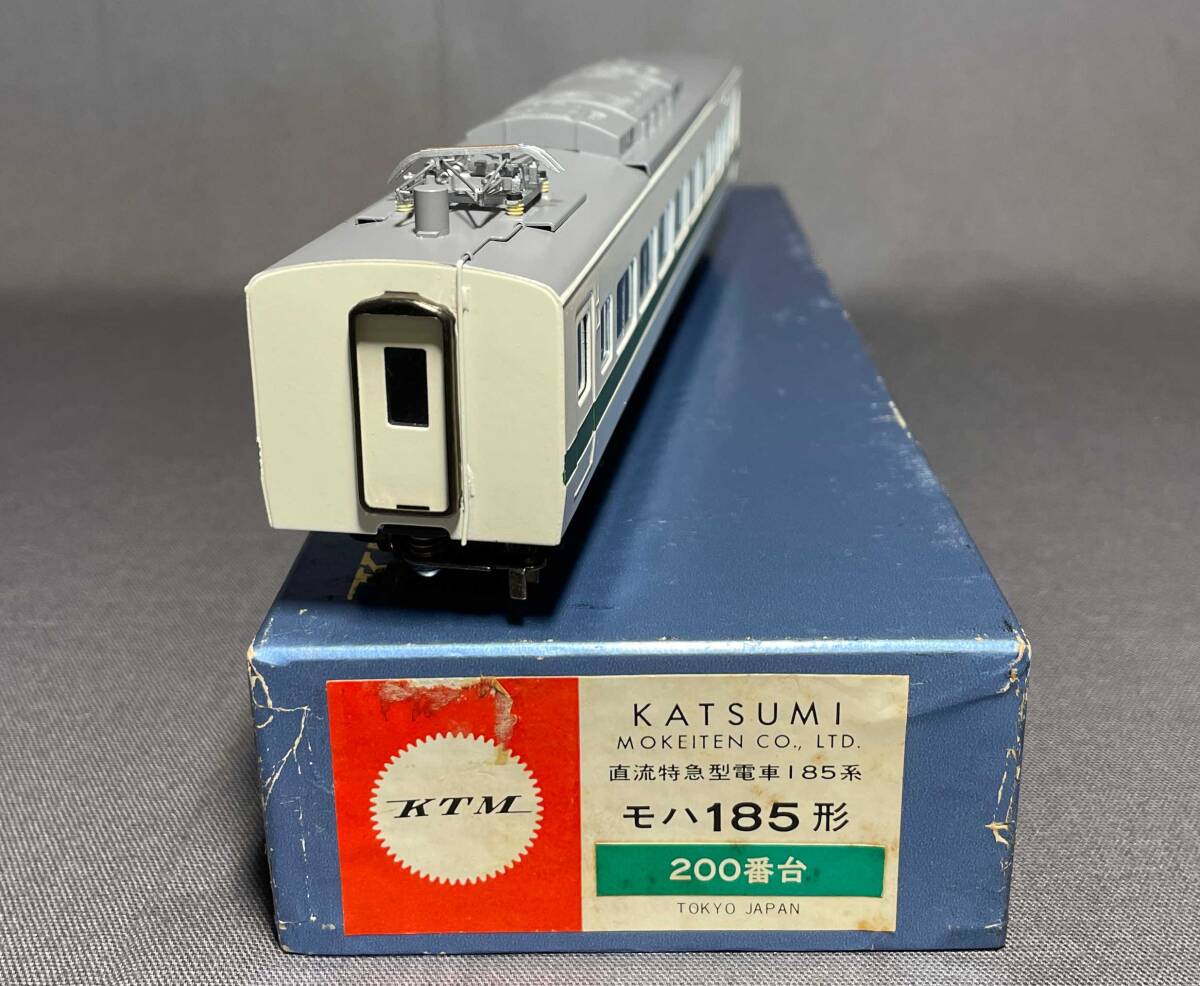 KTM
KATSUMI
MOKEITEN CO., LTD.
直流特急型電車185系
モハ185形
200番台
TOKYO JAPAN